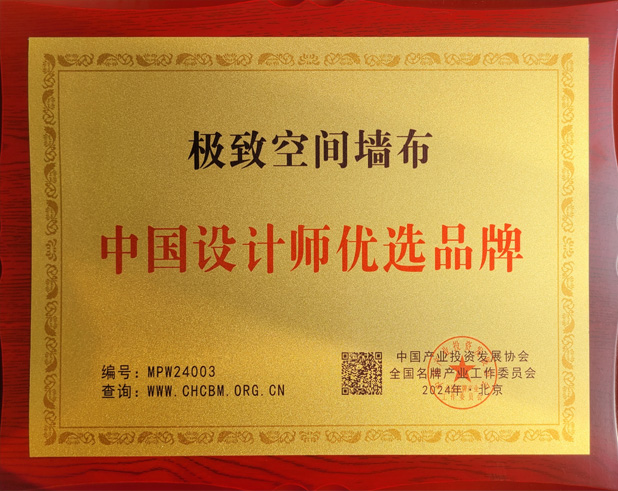 极致空间墙布
中国设计师优选品牌
编号：MPW24003
查询：WWW.CHCBM.ORG.CN
中国产业投资发展协会
全国名牌产业工作委员会
2024年·北京